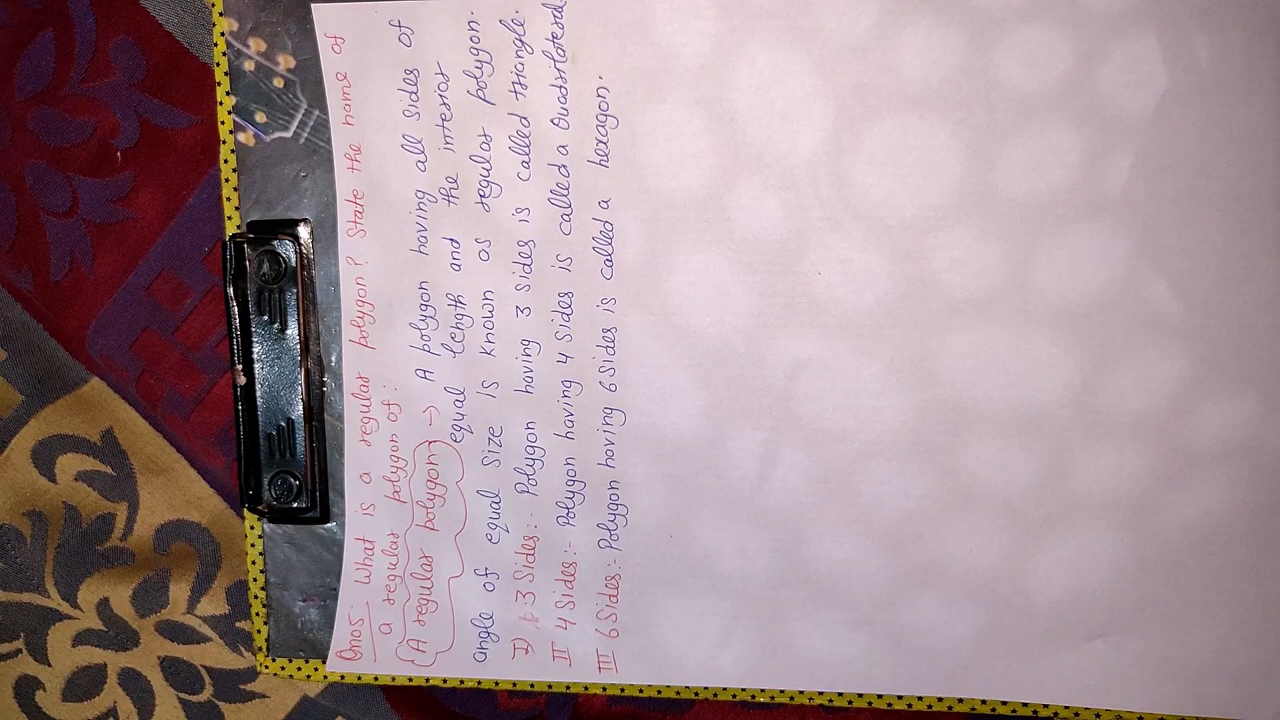 Qno5. What is a regular polygon? State the name of
a regular polygon of:
{A regular polygon} → A polygon having all sides of
equal length and the interior
angle of equal size is known as regular polygon.
I) 3 Sides:- Polygon having 3 sides is called triangle.
II 4 Sides:- Polygon having 4 sides is called a Quadrilateral
III 6 Sides:- Polygon having 6 sides is called a hexagon.